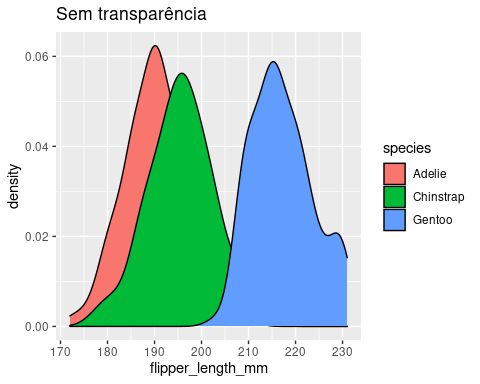 Sem transparência
density
0.06
0.04
0.02
0.00
170 180 190 200 210 220 230
flipper_length_mm
species
Adelie
Chinstrap
Gentoo